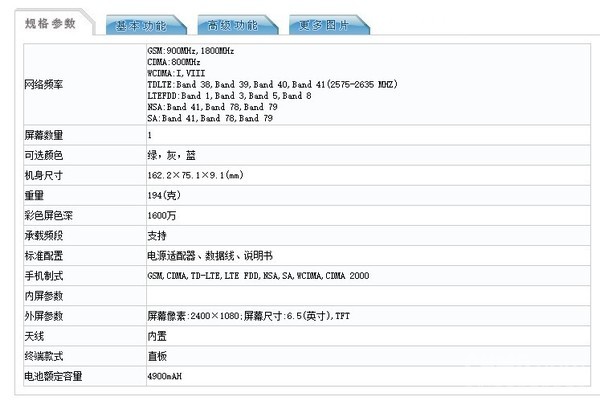 规格参数 基本功能 高级功能 更多图片
网络频率 GSM:900MHz,1800MHz
CDMA:800MHz
WCDMA:I,VIII
TDLTE:Band 38,Band 39,Band 40,Band 41(2575-2635 MHZ)
LTEFDD:Band 1,Band 3,Band 5,Band 8
NSA:Band 41,Band 78,Band 79
SA:Band 41,Band 78,Band 79
屏幕数量 1
可选颜色 绿，灰，蓝
机身尺寸 162.2×75.1×9.1(mm)
重量 194(克)
彩色屏色深 1600万
承载频段 支持
标准配置 电源适配器、数据线、说明书
手机制式 GSM,CDMA,TD-LTE,LTE FDD,NSA,SA,WCDMA,CDMA 2000
内屏参数
外屏参数 屏幕像素:2400×1080;屏幕尺寸:6.5(英寸),TFT
天线 内置
终端款式 直板
电池额定容量 4900mAH